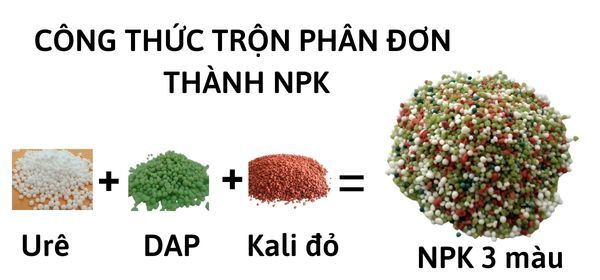 CÔNG THỨC TRỘN PHÂN ĐƠN
THÀNH NPK
+ + =
Urê DAP Kali đỏ NPK 3 màu